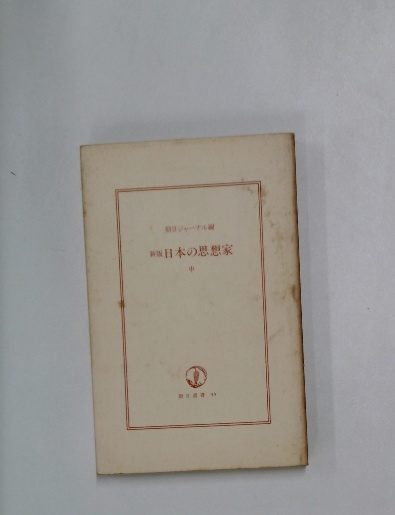 朝日ジャーナル編
新版 日本の思想家
中
朝日選書 45